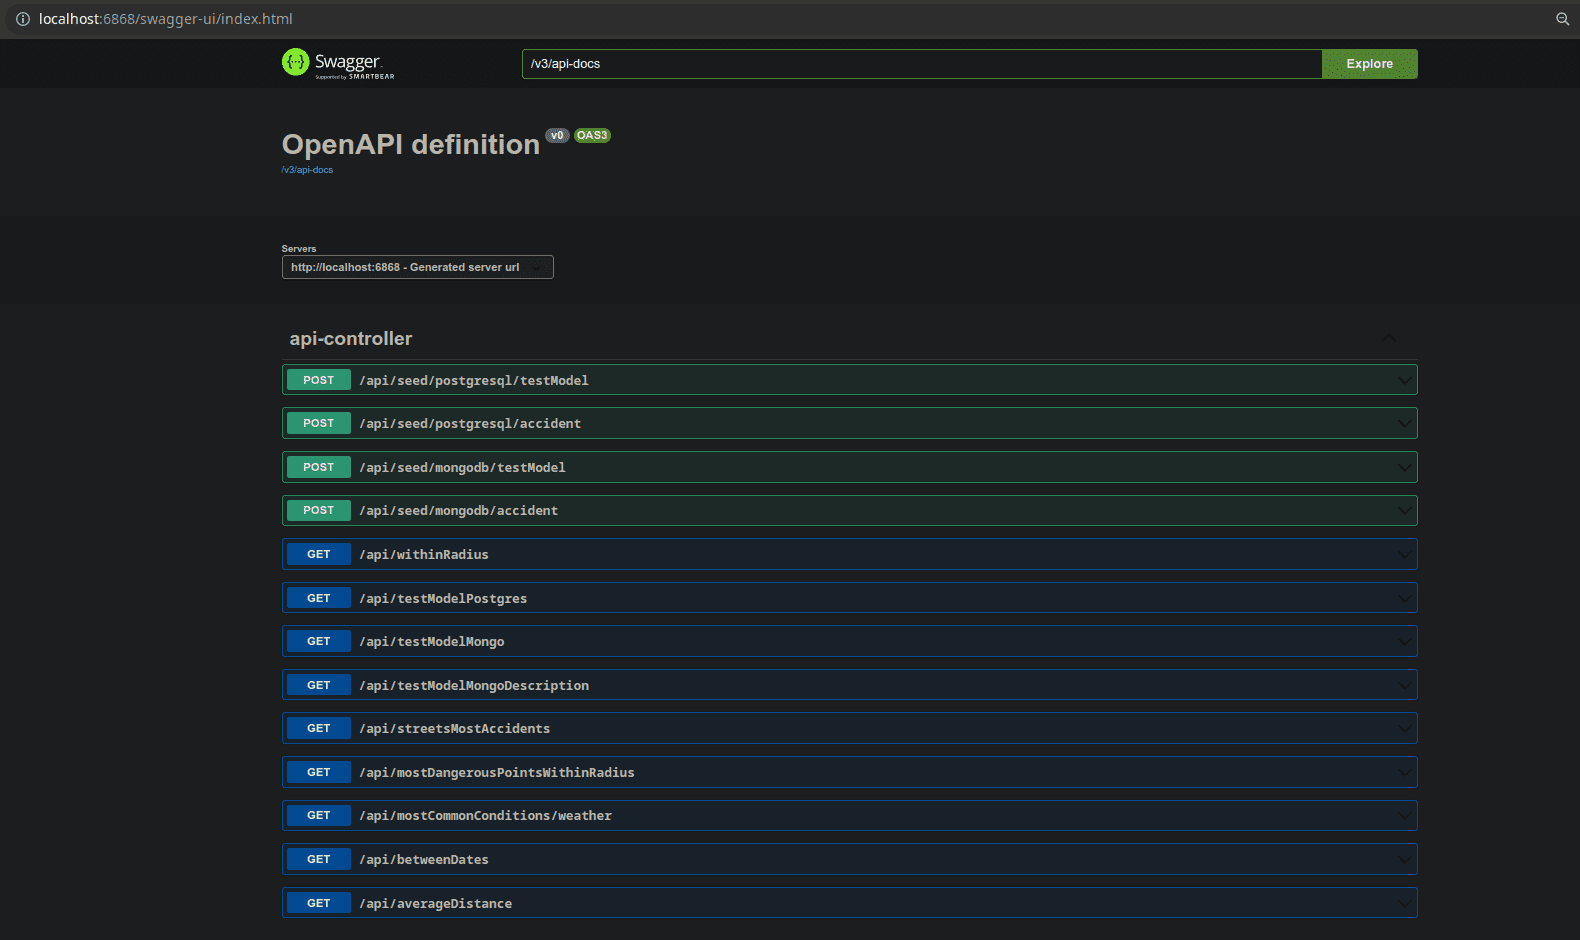 localhost:6868/swagger-ui/index.html
Swagger.
Supported by SMARTBEAR
/v3/api-docs
Explore
OpenAPI definition v0 OAS3
/v3/api-docs
Servers
http://localhost:6868 - Generated server url
api-controller
POST /api/seed/postgresql/testModel
POST /api/seed/postgresql/accident
POST /api/seed/mongodb/testModel
POST /api/seed/mongodb/accident
GET /api/withinRadius
GET /api/testModelPostgres
GET /api/testModelMongo
GET /api/testModelMongoDescription
GET /api/streetsMostAccidents
GET /api/mostDangerousPointsWithinRadius
GET /api/mostCommonConditions/weather
GET /api/betweenDates
GET /api/averageDistance